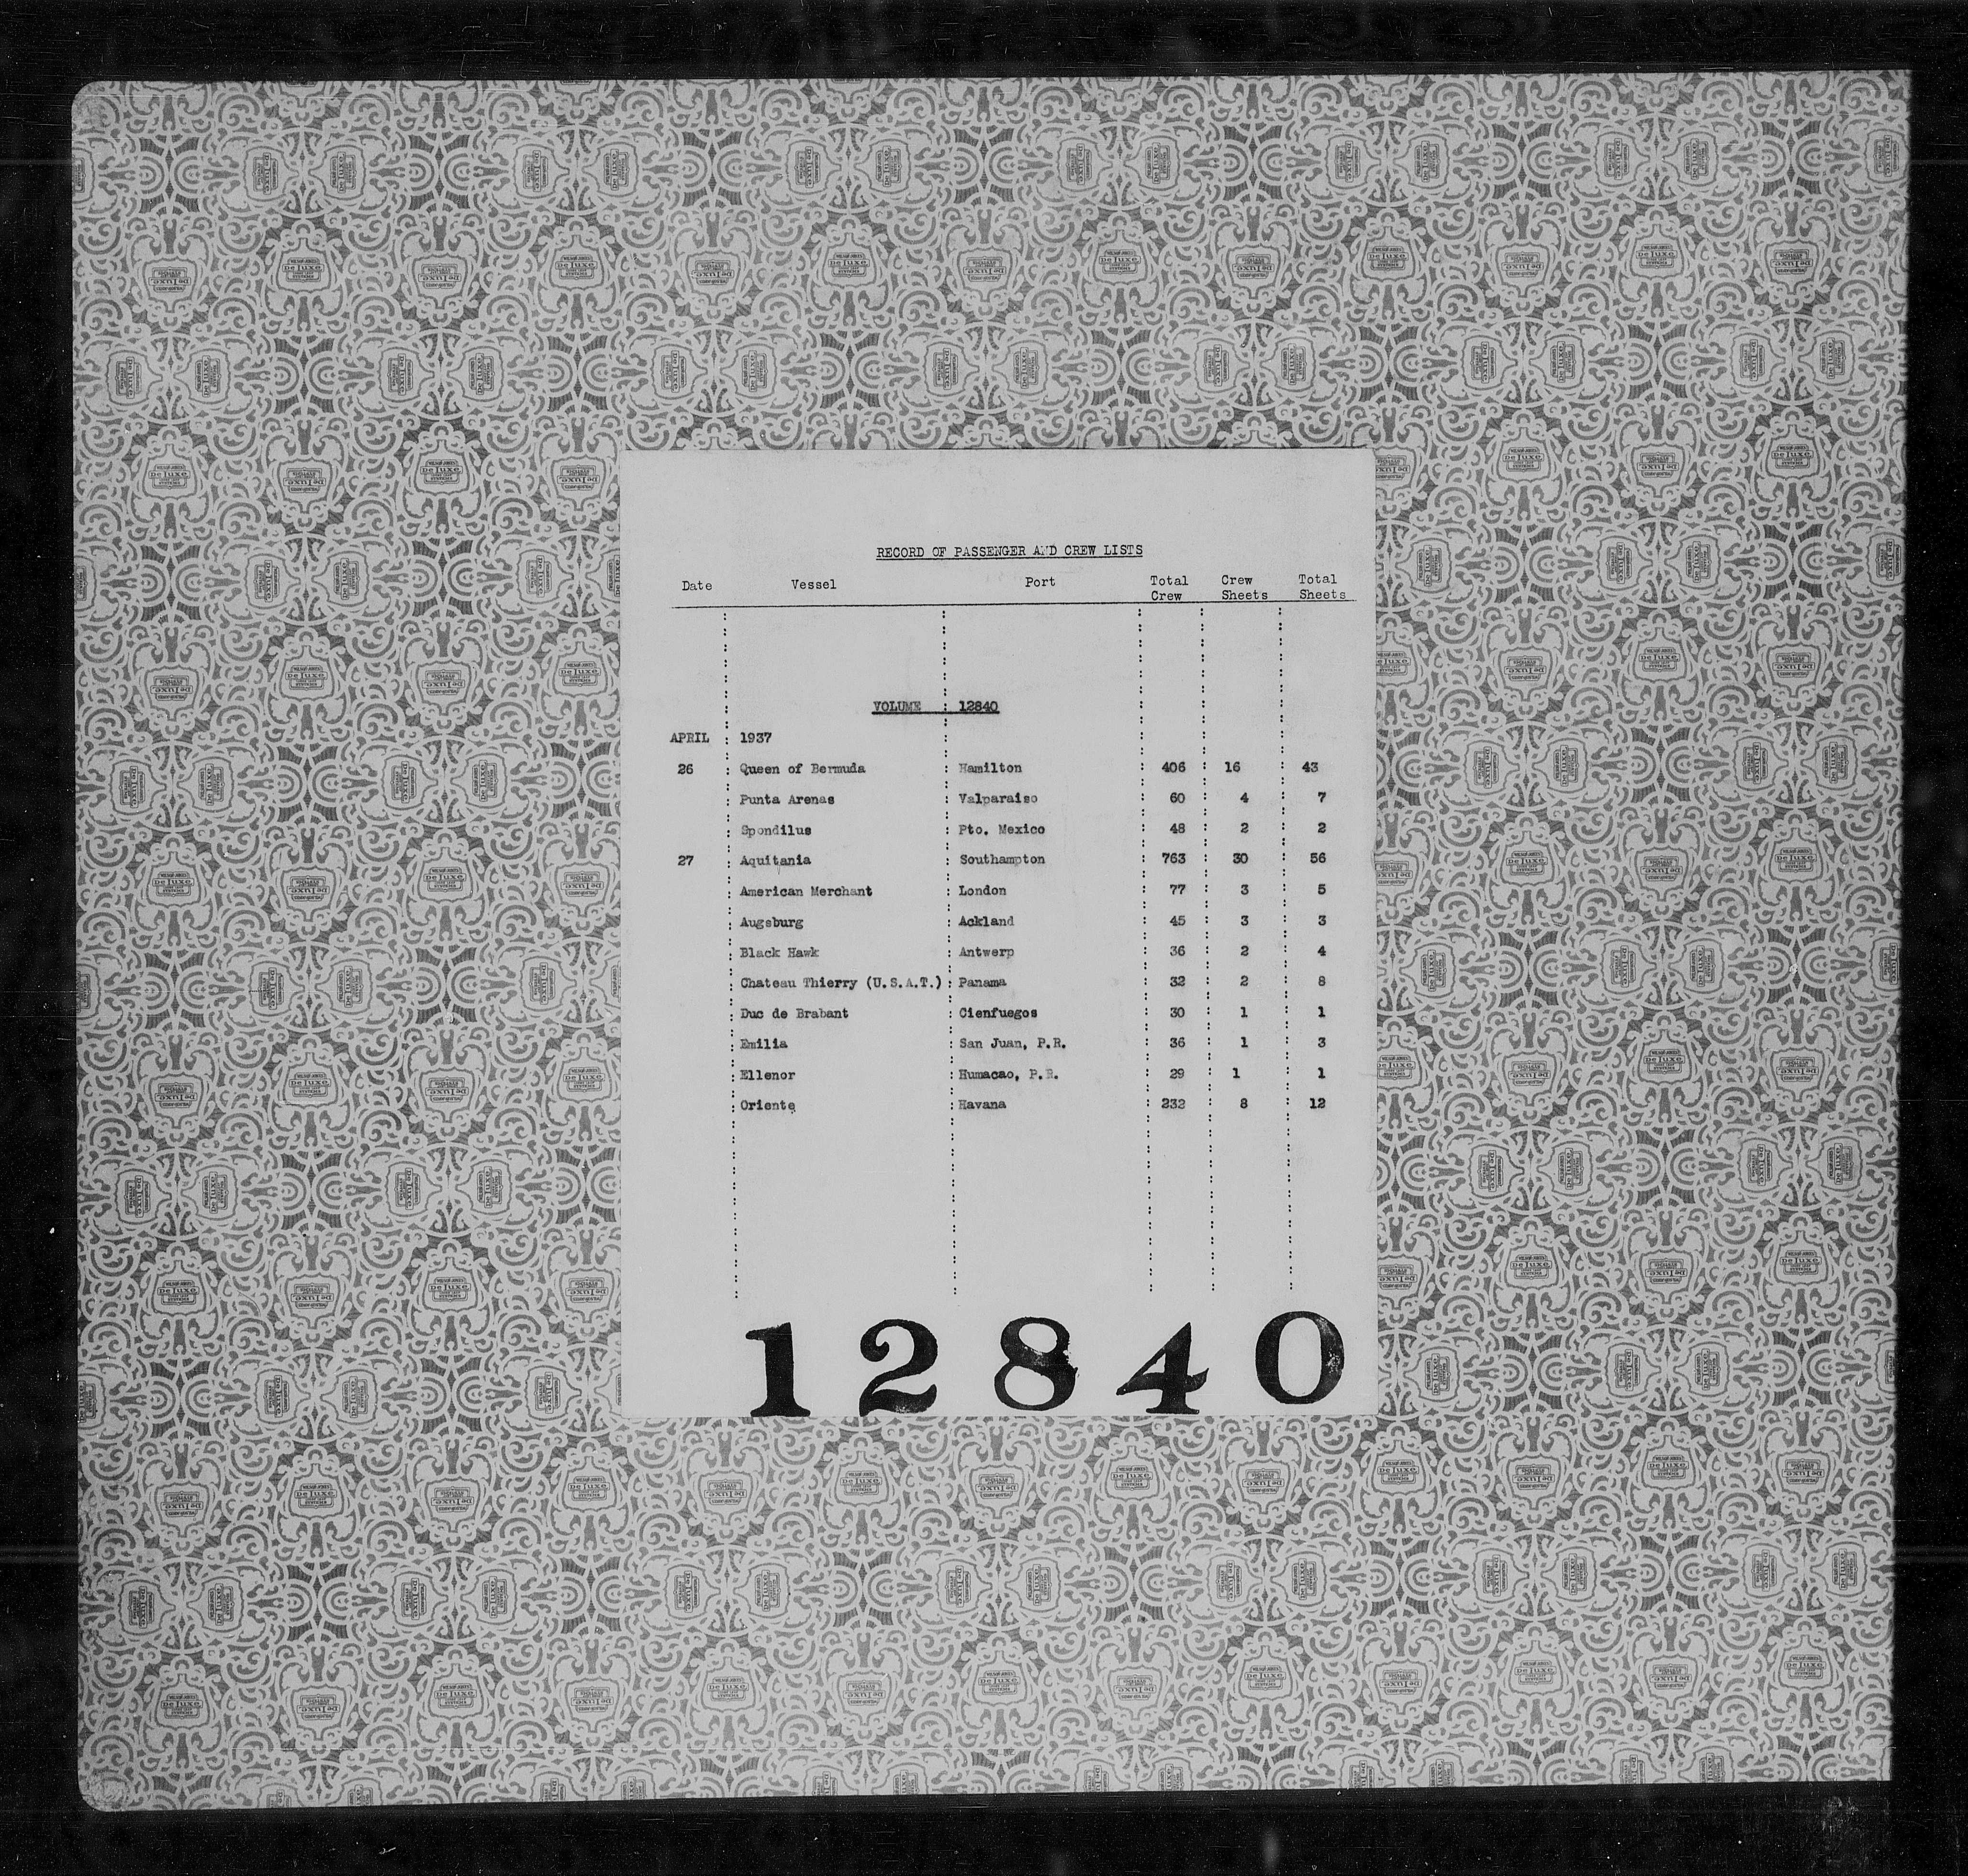 RECORD OF PASSENGER AND CREW LISTS
Date Vessel Port Total Crew Crew Sheets Total Sheets
VOLUME : 12840
APRIL : 1937
26 : Queen of Bermuda : Hamilton : 406 : 16 : 43
: Punta Arenas : Valparaiso : 60 : 4 : 7
: Spondilus : Pto. Mexico : 48 : 2 : 2
27 : Aquitania : Southampton : 763 : 30 : 56
: American Merchant : London : 77 : 3 : 5
: Augsburg : Ackland : 45 : 3 : 3
: Black Hawk : Antwerp : 36 : 2 : 4
: Chateau Thierry (U.S.A.T.) : Panama : 32 : 2 : 8
: Duc de Brabant : Cienfuegos : 30 : 1 : 1
: Emilia : San Juan, P.R. : 36 : 1 : 3
: Ellenor : Humacao, P.R. : 29 : 1 : 1
: Oriente : Havana : 232 : 8 : 12
12840